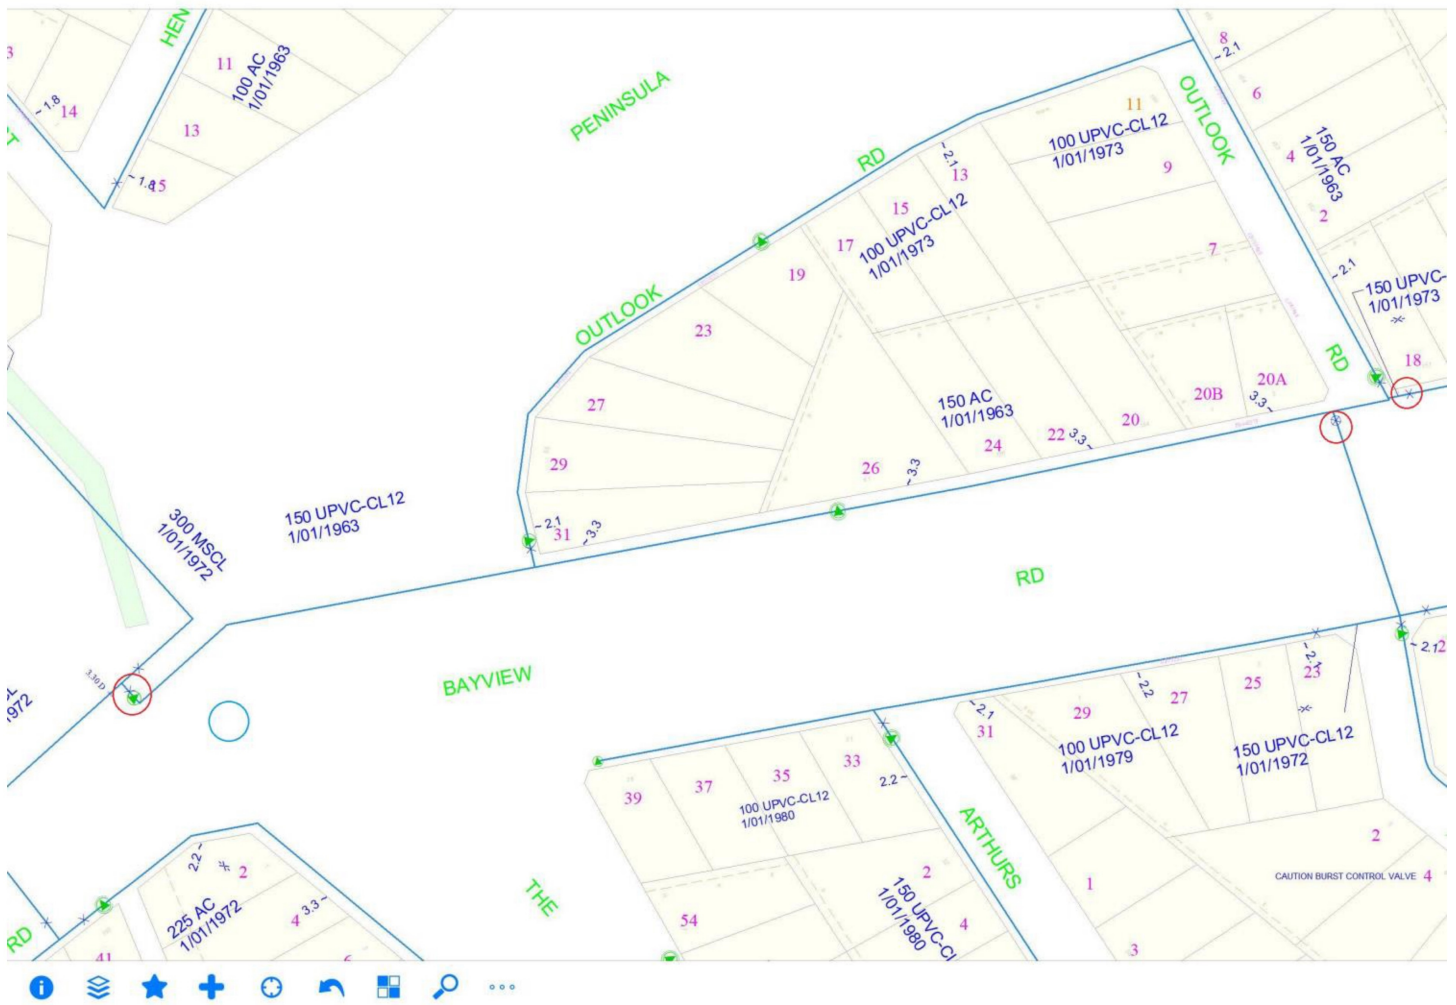 HEN
3
11
100 AC
1/01/1963
~1.8
14
13
~1.8
15
PENINSULA
8
~2.1
OUTLOOK
11
100 UPVC-CL12
1/01/1973
6
150 AC
1/01/1963
4
RD
~2.1
13
9
15
2
17
100 UPVC-CL12
1/01/1973
7
~2.1
19
150 UPVC-
1/01/1973
OUTLOOK
23
RD
18
27
150 AC
1/01/1963
20A
20B
3.3~
20
22
3.3~
24
29
26
~3.3
300 MSCL
1/01/1972
150 UPVC-CL12
1/01/1963
~2.1
31
~3.3
RD
3.30 D
BAYVIEW
~2.1
2
~2.1
23
25
27
~2.2
29
~2.1
31
100 UPVC-CL12
1/01/1979
150 UPVC-CL12
1/01/1972
33
35
37
39
2.2~
100 UPVC-CL12
1/01/1980
ARTHURS
2
CAUTION BURST CONTROL VALVE
4
1
2
2.2~
2
225 AC
1/01/1972
4
3.3~
THE
150 UPVC-CL
1/01/1980
54
4
3
RD
41
6